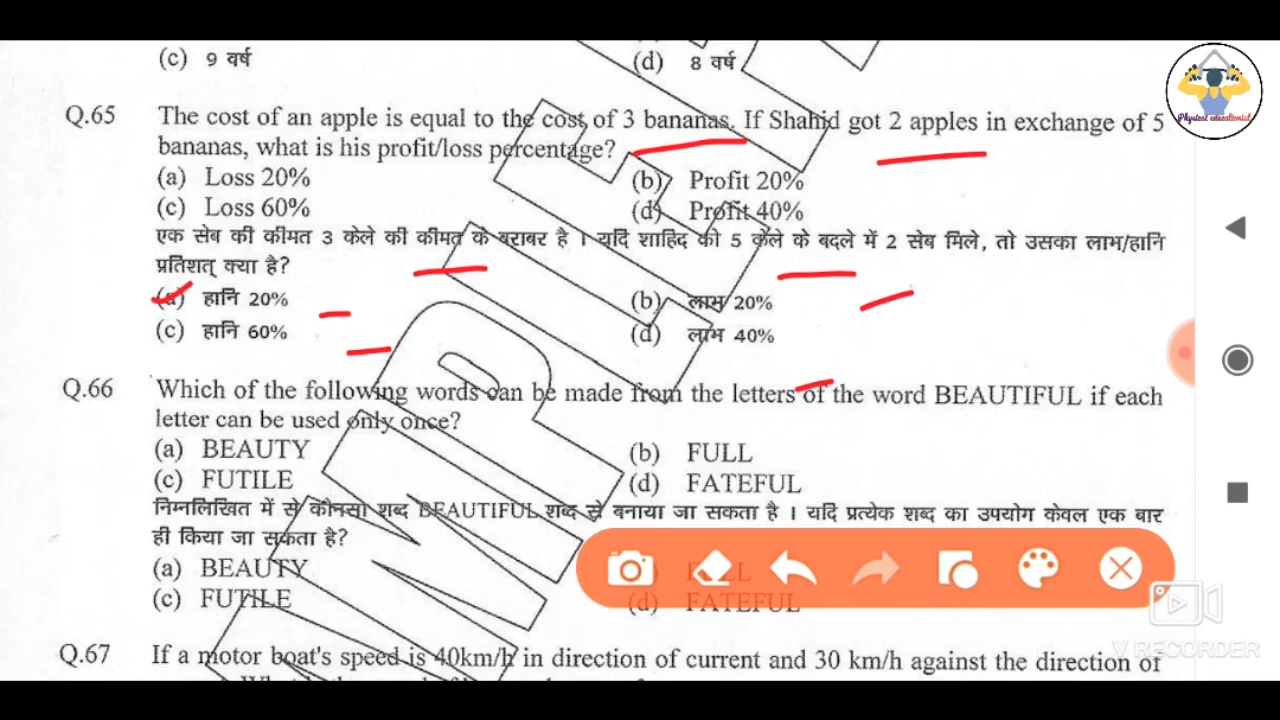 (c) 9 वर्ष (d) 8 वर्ष
Q.65 The cost of an apple is equal to the cost of 3 bananas. If Shahid got 2 apples in exchange of 5
bananas, what is his profit/loss percentage?
(a) Loss 20% (b) Profit 20%
(c) Loss 60% (d) Profit 40%
एक सेब की कीमत 3 केले की कीमत के बराबर है । यदि शाहिद को 5 केले के बदले में 2 सेब मिले, तो उसका लाभ/हानि
प्रतिशत् क्या है?
(a) हानि 20% (b) लाभ 20%
(c) हानि 60% (d) लाभ 40%
Q.66 Which of the following words can be made from the letters of the word BEAUTIFUL if each
letter can be used only once?
(a) BEAUTY (b) FULL
(c) FUTILE (d) FATEFUL
निम्नलिखित में से कौनसा शब्द BEAUTIFUL शब्द से बनाया जा सकता है । यदि प्रत्येक शब्द का उपयोग केवल एक बार
ही किया जा सकता है?
(a) BEAUTY
(c) FUTILE (d) FATEFUL
Q.67 If a motor boat's speed is 40km/h in direction of current and 30 km/h against the direction of
Physical educationist
V RECORDER